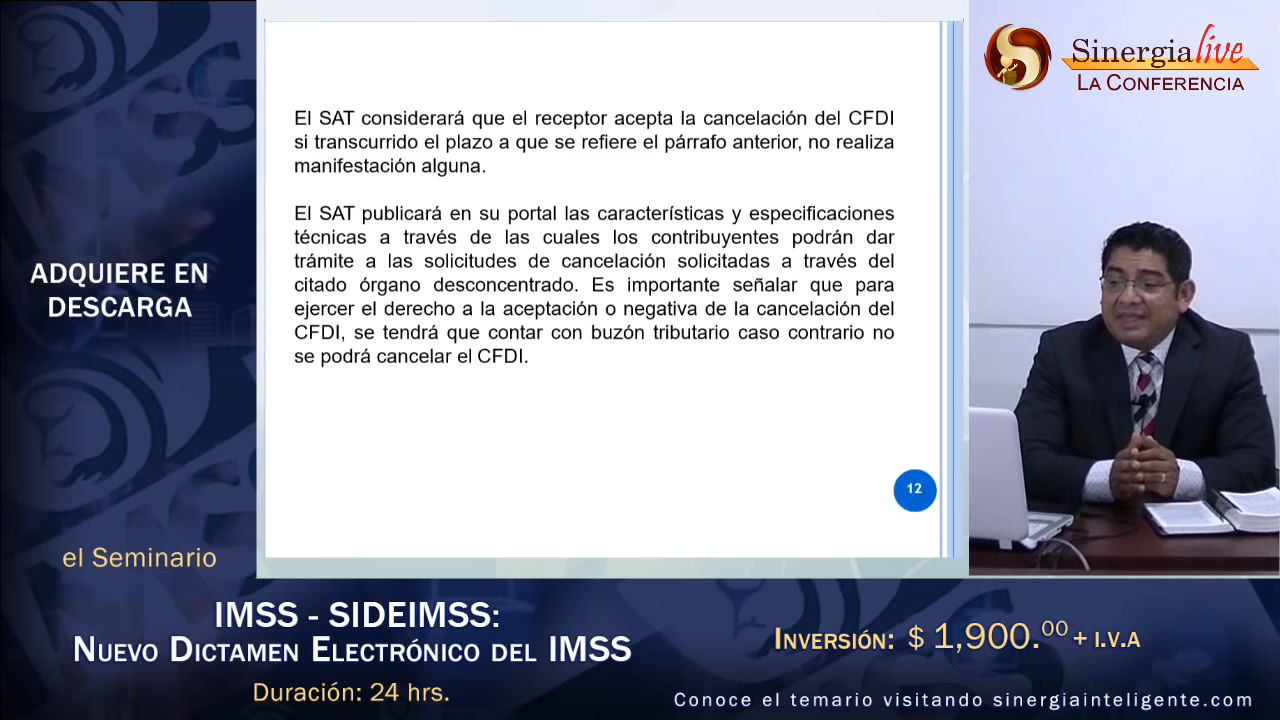 Sinergia live
LA CONFERENCIA
El SAT considerará que el receptor acepta la cancelación del CFDI
si transcurrido el plazo a que se refiere el párrafo anterior, no realiza
manifestación alguna.
El SAT publicará en su portal las características y especificaciones
técnicas a través de las cuales los contribuyentes podrán dar
trámite a las solicitudes de cancelación solicitadas a través del
citado órgano desconcentrado. Es importante señalar que para
ejercer el derecho a la aceptación o negativa de la cancelación del
CFDI, se tendrá que contar con buzón tributario caso contrario no
se podrá cancelar el CFDI.
12
ADQUIERE EN
DESCARGA
el Seminario
IMSS - SIDEIMSS:
NUEVO DICTAMEN ELECTRÓNICO DEL IMSS
Duración: 24 hrs.
INVERSIÓN: $ 1,900.00 + I.V.A
Conoce el temario visitando sinergiainteligente.com